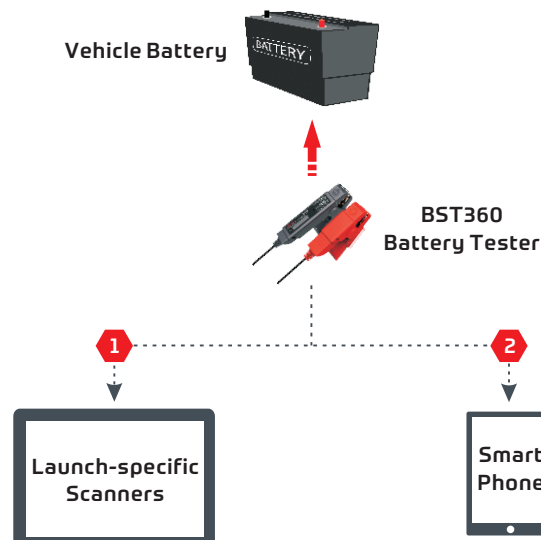 Vehicle Battery
BATTERY
BST360
Battery Tester
1
2
Launch-specific
Scanners
Smart
Phone